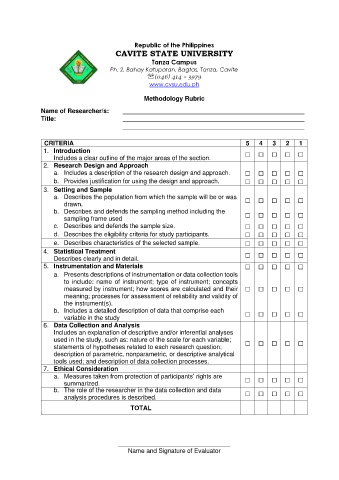 Republic of the Philippines
CAVITE STATE UNIVERSITY
Tanza Campus
Ph. 2, Bahay Katuparan, Bagtas, Tanza, Cavite
☏(046) 414 – 3979
www.cvsu.edu.ph
Methodology Rubric
Name of Researcher/s:
Title:
CRITERIA 5 4 3 2 1
1. Introduction
Includes a clear outline of the major areas of the section. □ □ □ □ □
2. Research Design and Approach
a. Includes a description of the research design and approach. □ □ □ □ □
b. Provides justification for using the design and approach. □ □ □ □ □
3. Setting and Sample
a. Describes the population from which the sample will be or was
drawn. □ □ □ □ □
b. Describes and defends the sampling method including the
sampling frame used □ □ □ □ □
c. Describes and defends the sample size. □ □ □ □ □
d. Describes the eligibility criteria for study participants. □ □ □ □ □
e. Describes characteristics of the selected sample. □ □ □ □ □
4. Statistical Treatment
Describes clearly and in detail. □ □ □ □ □
5. Instrumentation and Materials □ □ □ □ □
a. Presents descriptions of instrumentation or data collection tools
to include: name of instrument; type of instrument; concepts
measured by instrument; how scores are calculated and their
meaning; processes for assessment of reliability and validity of
the instrument(s). □ □ □ □ □
b. Includes a detailed description of data that comprise each
variable in the study □ □ □ □ □
6. Data Collection and Analysis
Includes an explanation of descriptive and/or inferential analyses
used in the study, such as: nature of the scale for each variable;
statements of hypotheses related to each research question;
description of parametric, nonparametric, or descriptive analytical
tools used; and description of data collection processes. □ □ □ □ □
7. Ethical Consideration
a. Measures taken from protection of participants' rights are
summarized. □ □ □ □ □
b. The role of the researcher in the data collection and data
analysis procedures is described. □ □ □ □ □
TOTAL
Name and Signature of Evaluator